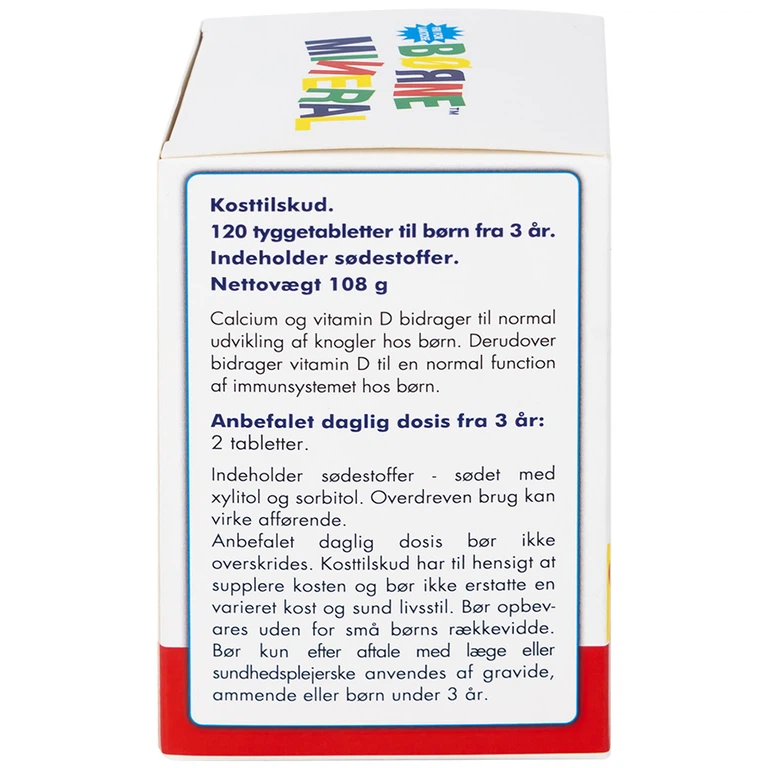 BØRNE
MINERAL
™
Kosttilskud.
120 tyggetabletter til børn fra 3 år.
Indeholder sødestoffer.
Nettovægt 108 g
Calcium og vitamin D bidrager til normal
udvikling af knogler hos børn. Derudover
bidrager vitamin D til en normal function
af immunsystemet hos børn.
Anbefalet daglig dosis fra 3 år:
2 tabletter.
Indeholder sødestoffer - sødet med
xylitol og sorbitol. Overdreven brug kan
virke afførende.
Anbefalet daglig dosis bør ikke
overskrides. Kosttilskud har til hensigt at
supplere kosten og bør ikke erstatte en
varieret kost og sund livsstil. Bør opbev-
ares uden for små børns rækkevidde.
Bør kun efter aftale med læge eller
sundhedsplejerske anvendes af gravide,
ammende eller børn under 3 år.